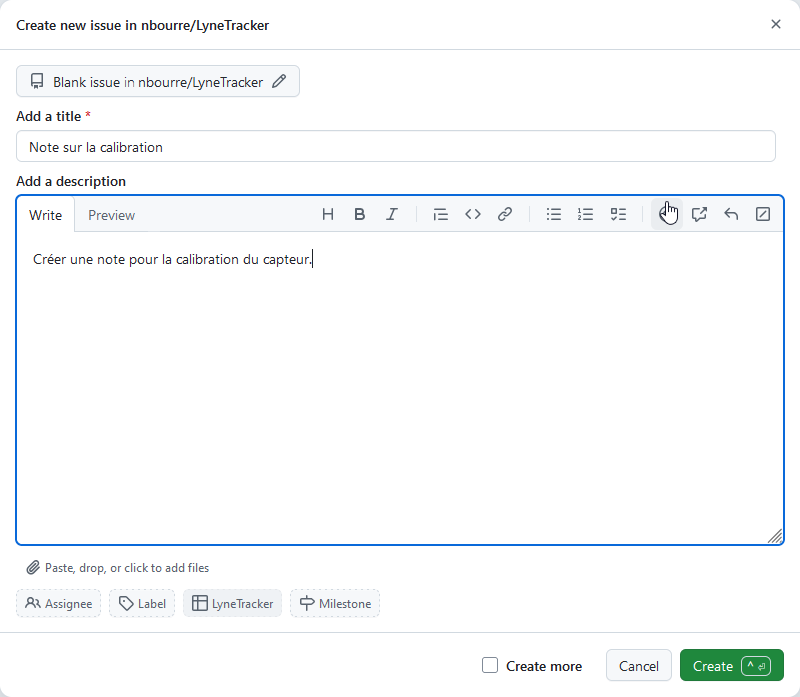 Create new issue in nbourre/LyneTracker
Blank issue in nbourre/LyneTracker
Add a title *
Note sur la calibration
Add a description
Write Preview
Créer une note pour la calibration du capteur.
Paste, drop, or click to add files
Assignee Label LyneTracker Milestone
Create more Cancel Create